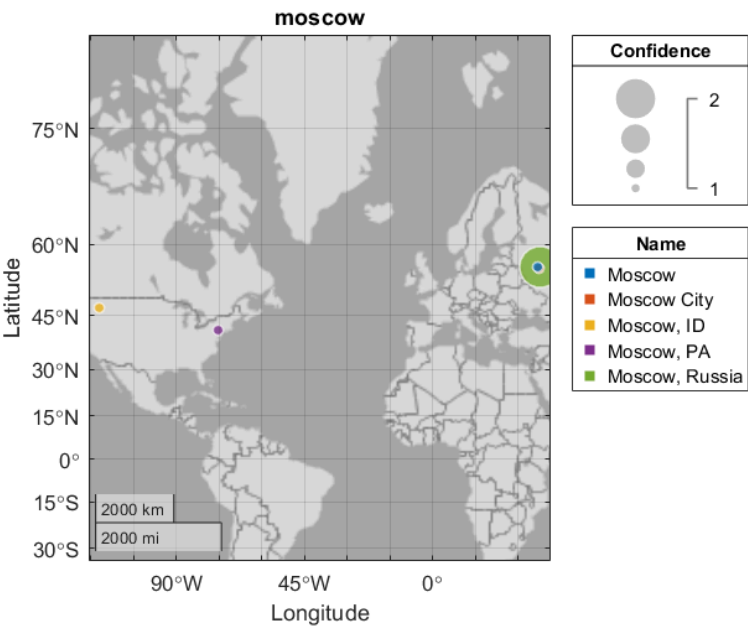 moscow
75°N
60°N
45°N
30°N
15°N
0°
15°S
30°S
Latitude
2000 km
2000 mi
90°W
45°W
0°
Longitude
Confidence
2
1
Name
Moscow
Moscow City
Moscow, ID
Moscow, PA
Moscow, Russia